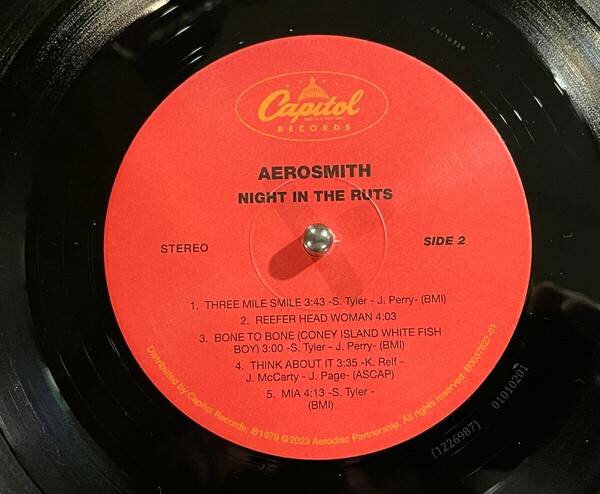 Capitol
RECORDS
AEROSMITH
NIGHT IN THE RUTS
STEREO
SIDE 2
1. THREE MILE SMILE 3:43 -S. Tyler - J. Perry- (BMI)
2. REEFER HEAD WOMAN 4:03
3. BONE TO BONE (CONEY ISLAND WHITE FISH
BOY) 3:00 -S. Tyler - J. Perry- (BMI)
4. THINK ABOUT IT 3:35 -K. Relf -
J. McCarty - J. Page- (ASCAP)
5. MIA 4:13 -S. Tyler -
(BMI)
Distributed by Capitol Records: ℗1979 ©2023 Aerodisc Partnership. All rights reserved. B0037627-01
(1226987) 01010201